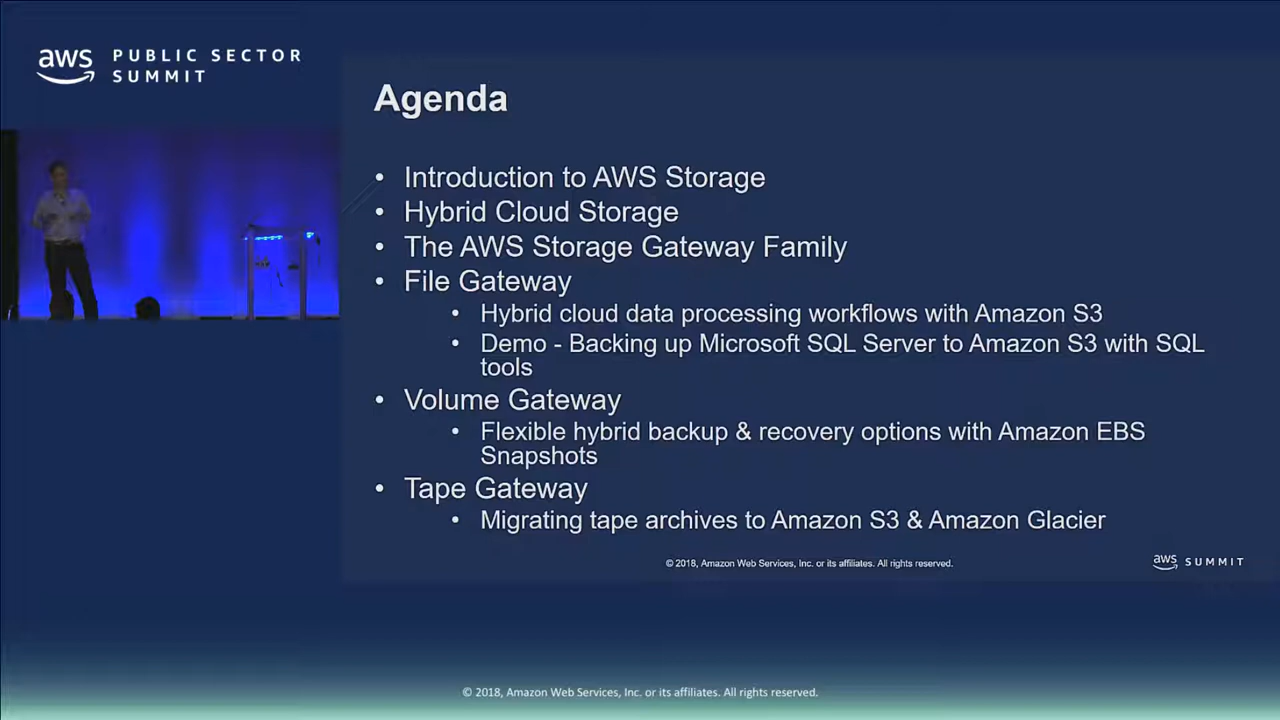 aws PUBLIC SECTOR
SUMMIT
Agenda
• Introduction to AWS Storage
• Hybrid Cloud Storage
• The AWS Storage Gateway Family
• File Gateway
• Hybrid cloud data processing workflows with Amazon S3
• Demo - Backing up Microsoft SQL Server to Amazon S3 with SQL
tools
• Volume Gateway
• Flexible hybrid backup & recovery options with Amazon EBS
Snapshots
• Tape Gateway
• Migrating tape archives to Amazon S3 & Amazon Glacier
© 2018, Amazon Web Services, Inc. or its affiliates. All rights reserved.
aws SUMMIT
© 2018, Amazon Web Services, Inc. or its affiliates. All rights reserved.